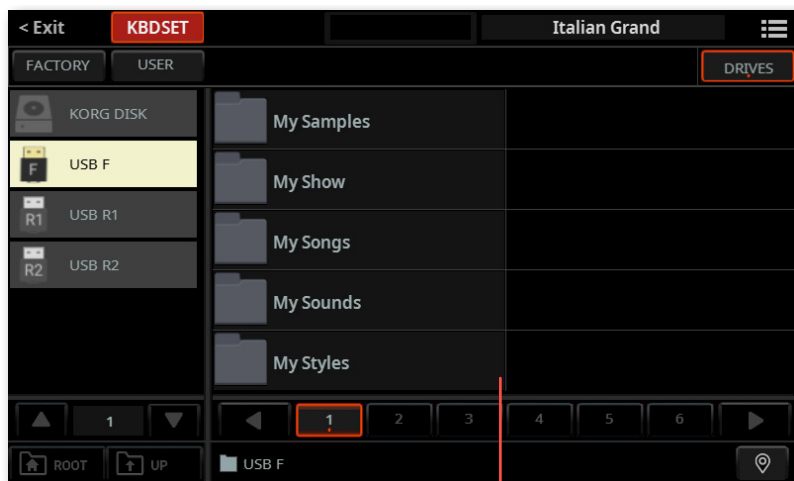 < Exit KBDSET Italian Grand
FACTORY USER DRIVES
KORG DISK
F USB F
R1 USB R1
R2 USB R2
My Samples
My Show
My Songs
My Sounds
My Styles
1 1 2 3 4 5 6
ROOT UP USB F